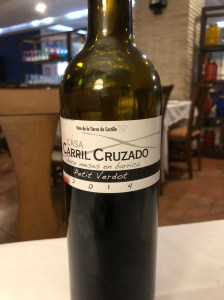 Vino de la Tierra de Castilla
CASA
CARRIL CRUZADO
meses en barrica
Petit Verdot
2014